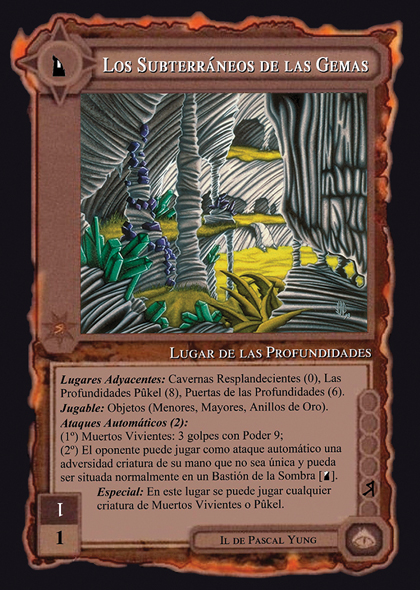 LOS SUBTERRÁNEOS DE LAS GEMAS
LUGAR DE LAS PROFUNDIDADES
Lugares Adyacentes: Cavernas Resplandecientes (0), Las
Profundidades Pûkel (8), Puertas de las Profundidades (6).
Jugable: Objetos (Menores, Mayores, Anillos de Oro).
Ataques Automáticos (2):
(1º) Muertos Vivientes: 3 golpes con Poder 9;
(2º) El oponente puede jugar como ataque automático una
adversidad criatura de su mano que no sea única y pueda
ser situada normalmente en un Bastión de la Sombra [ ].
Especial: En este lugar se puede jugar cualquier
criatura de Muertos Vivientes o Pûkel.
1
IL DE PASCAL YUNG